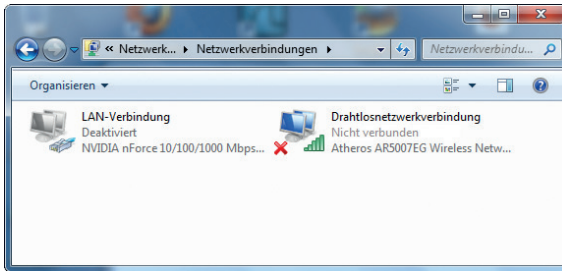 « Netzwerk... ▸ Netzwerkverbindungen ▸
Netzwerkverbindu...
Organisieren
LAN-Verbindung
Deaktiviert
NVIDIA nForce 10/100/1000 Mbps...
Drahtlosnetzwerkverbindung
Nicht verbunden
Atheros AR5007EG Wireless Netw...